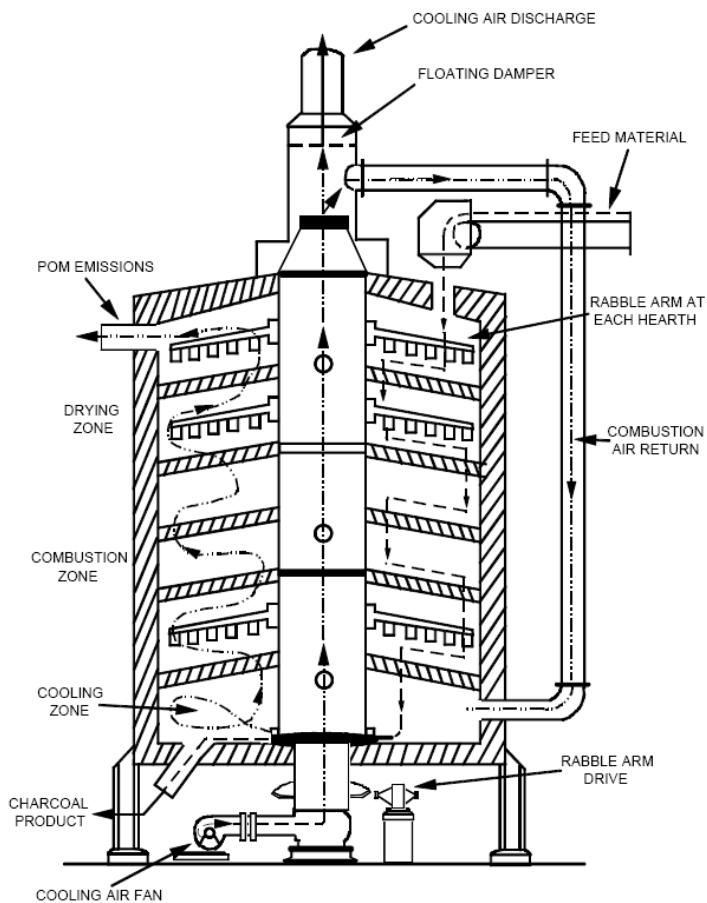 COOLING AIR DISCHARGE
FLOATING DAMPER
FEED MATERIAL
POM EMISSIONS
RABBLE ARM AT
EACH HEARTH
DRYING
ZONE
COMBUSTION
AIR RETURN
COMBUSTION
ZONE
COOLING
ZONE
RABBLE ARM
DRIVE
CHARCOAL
PRODUCT
COOLING AIR FAN